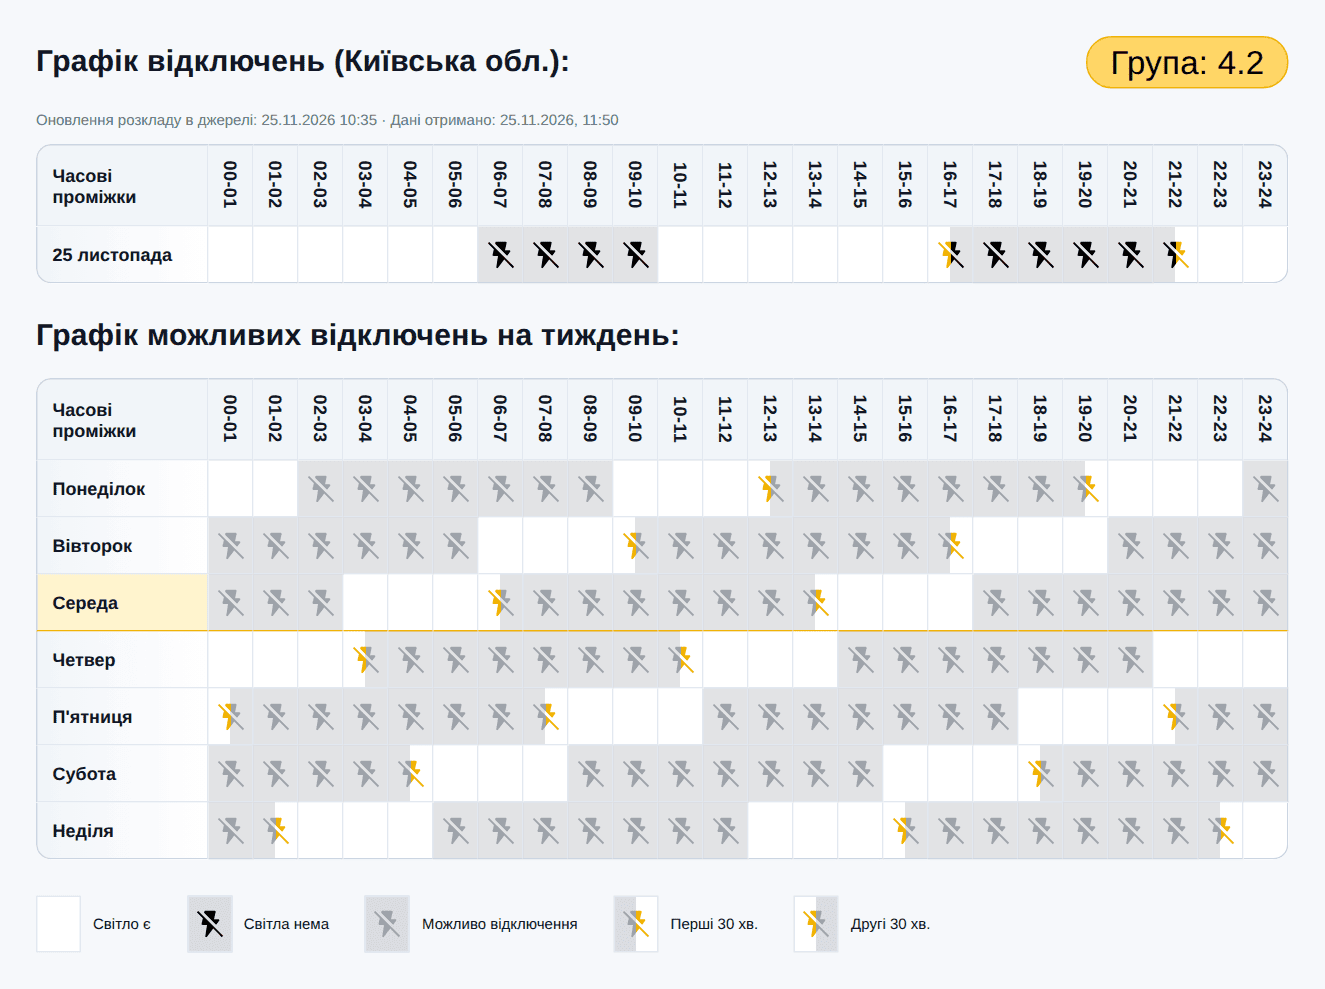 Графік відключень (Київська обл.):
Група: 4.2
Оновлення розкладу в джерелі: 25.11.2026 10:35 · Дані отримано: 25.11.2026, 11:50
Часові проміжки 00-01 01-02 02-03 03-04 04-05 05-06 06-07 07-08 08-09 09-10 10-11 11-12 12-13 13-14 14-15 15-16 16-17 17-18 18-19 19-20 20-21 21-22 22-23 23-24
25 листопада
Графік можливих відключень на тиждень:
Часові проміжки 00-01 01-02 02-03 03-04 04-05 05-06 06-07 07-08 08-09 09-10 10-11 11-12 12-13 13-14 14-15 15-16 16-17 17-18 18-19 19-20 20-21 21-22 22-23 23-24
Понеділок
Вівторок
Середа
Четвер
П'ятниця
Субота
Неділя
Світло є Світла нема Можливо відключення Перші 30 хв. Другі 30 хв.